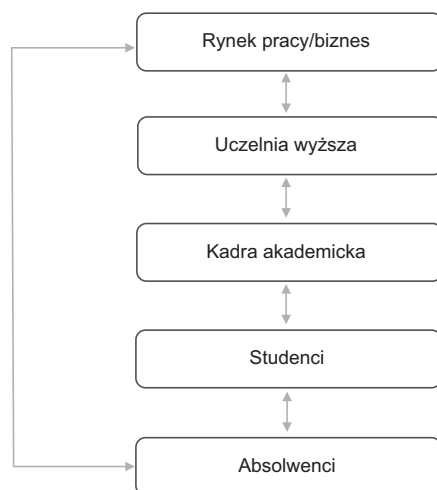 Rynek pracy/biznes
Uczelnia wyższa
Kadra akademicka
Studenci
Absolwenci